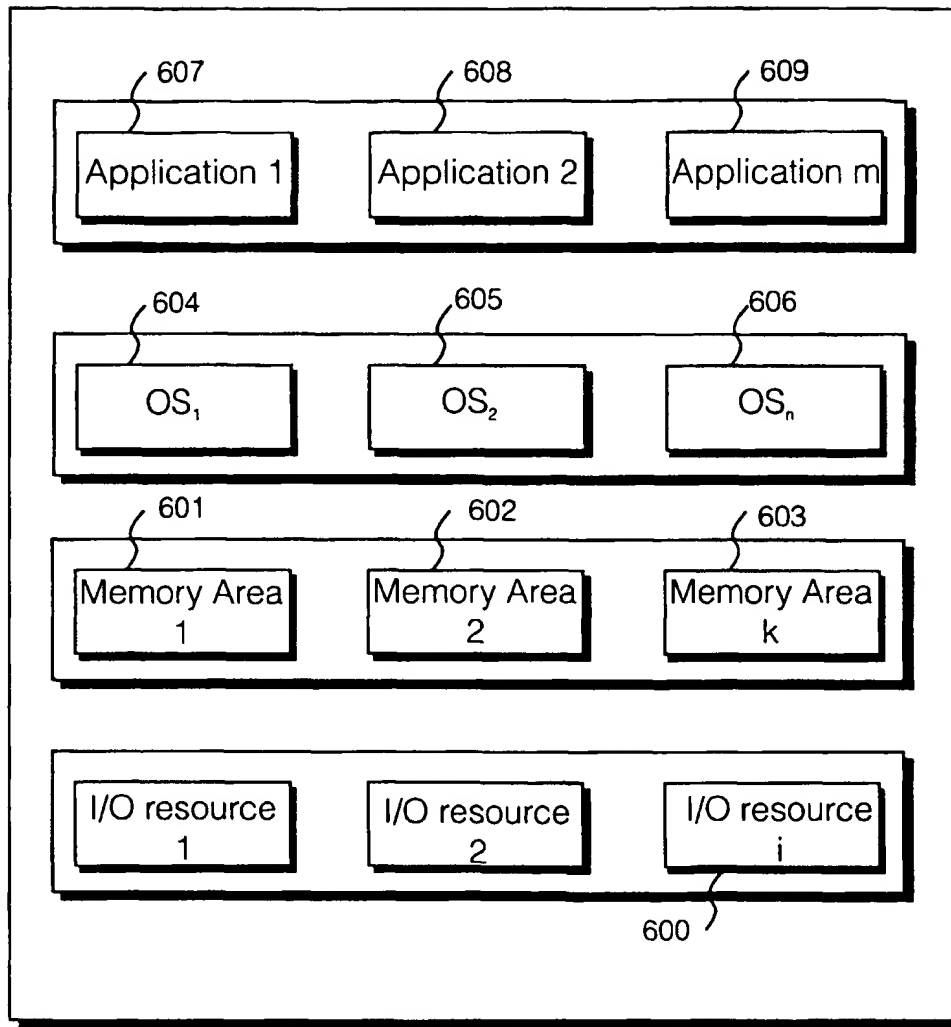 607 608 609
Application 1 Application 2 Application m
604 605 606
OS₁ OS₂ OSₙ
601 602 603
Memory Area Memory Area Memory Area
1 2 k
I/O resource I/O resource I/O resource
1 2 i
600